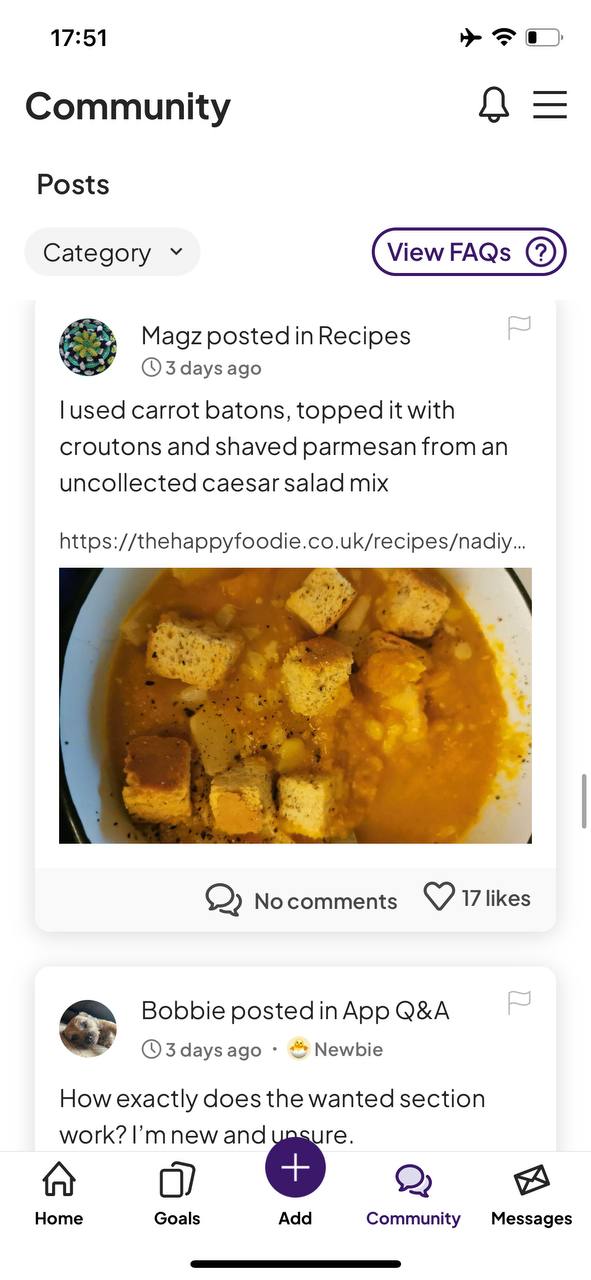 17:51
Community
Posts
Category
View FAQs ?
Magz posted in Recipes
3 days ago
I used carrot batons, topped it with
croutons and shaved parmesan from an
uncollected caesar salad mix
https://thehappyfoodie.co.uk/recipes/nadiy...
No comments 17 likes
Bobbie posted in App Q&A
3 days ago · Newbie
How exactly does the wanted section
work? I'm new and unsure.
Home Goals Add Community Messages